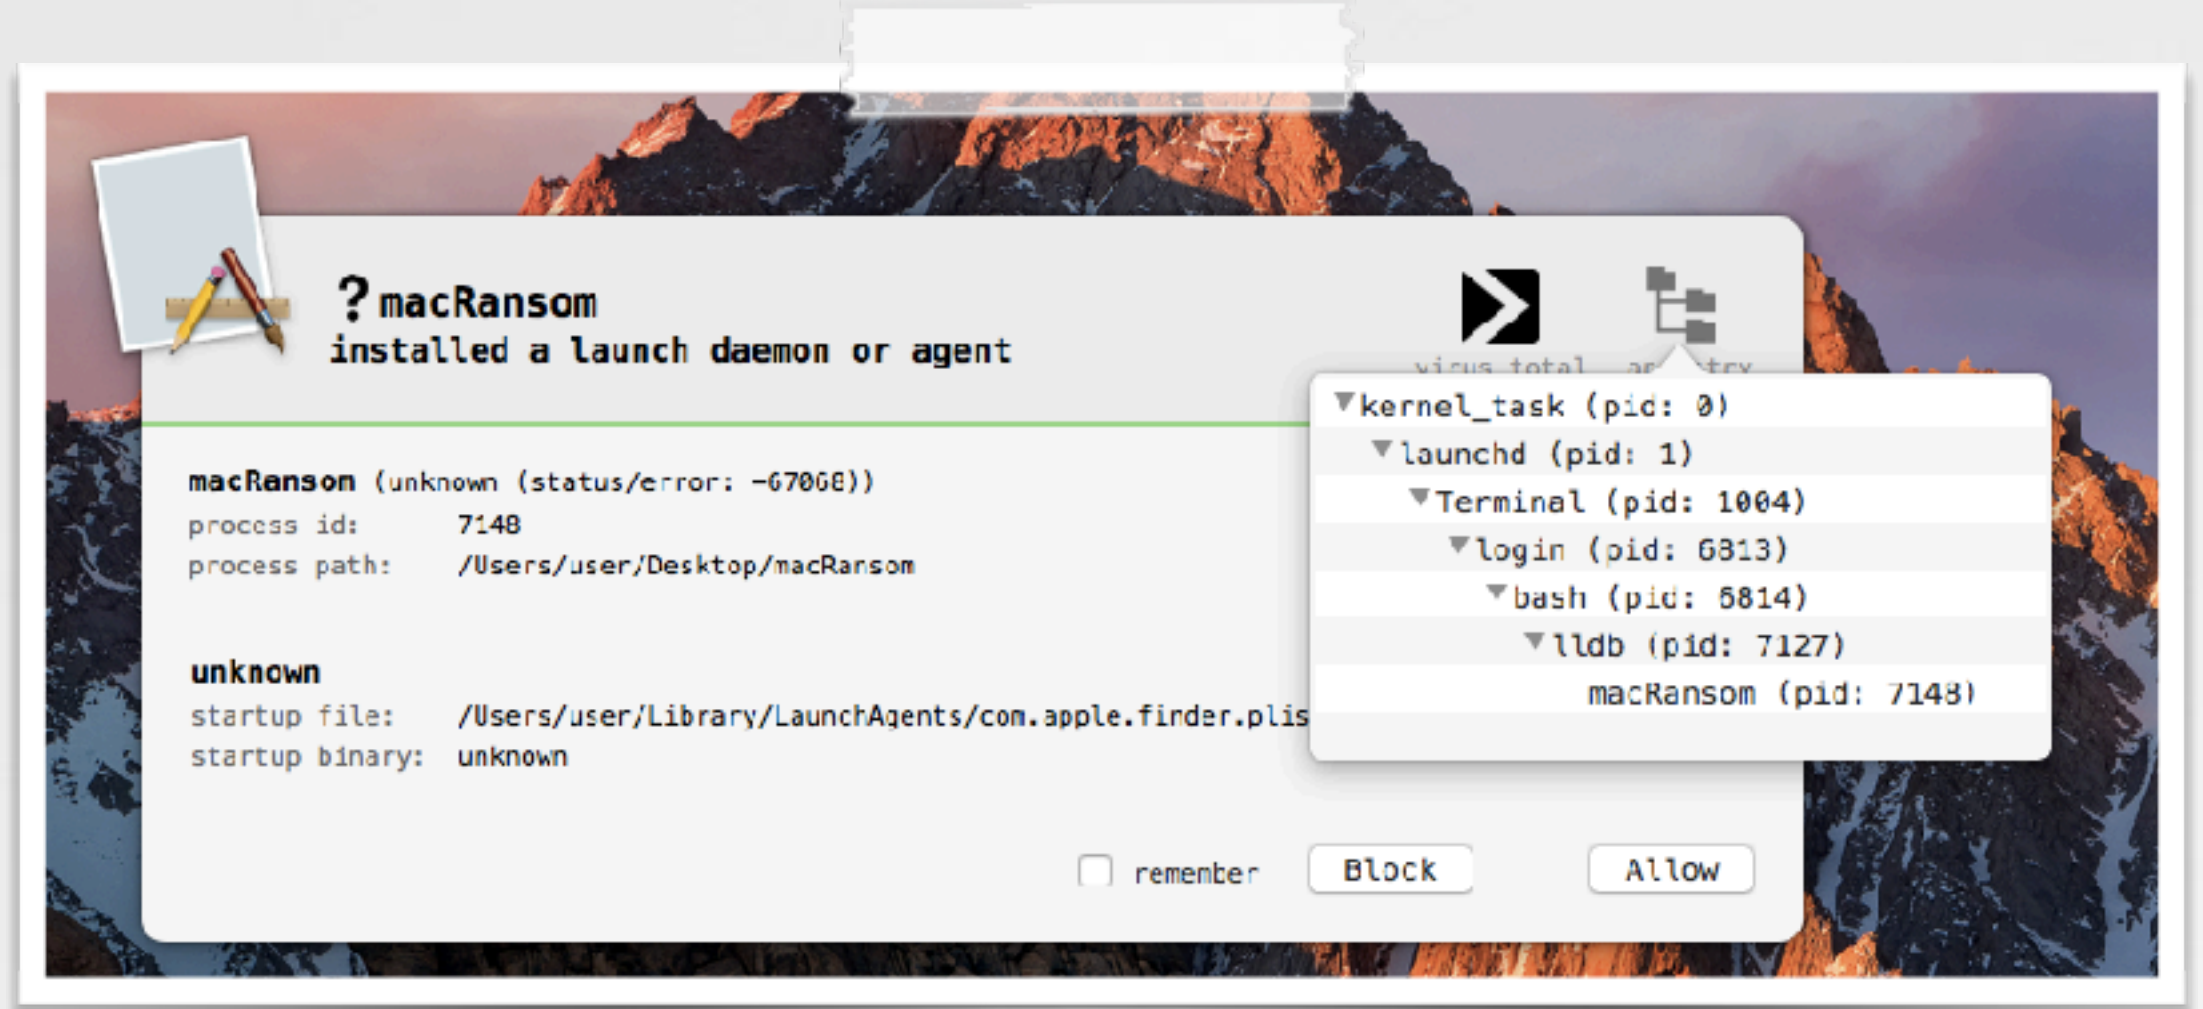 ? macRansom
installed a launch daemon or agent
virus total
macRansom (unknown (status/error: -67068))
process id: 7148
process path: /Users/user/Desktop/macRansom
unknown
startup file: /Users/user/Library/LaunchAgents/com.apple.finder.plis
startup binary: unknown
kernel_task (pid: 0)
launchd (pid: 1)
Terminal (pid: 1004)
login (pid: 6813)
bash (pid: 6814)
lldb (pid: 7127)
macRansom (pid: 7148)
remember
Block
Allow